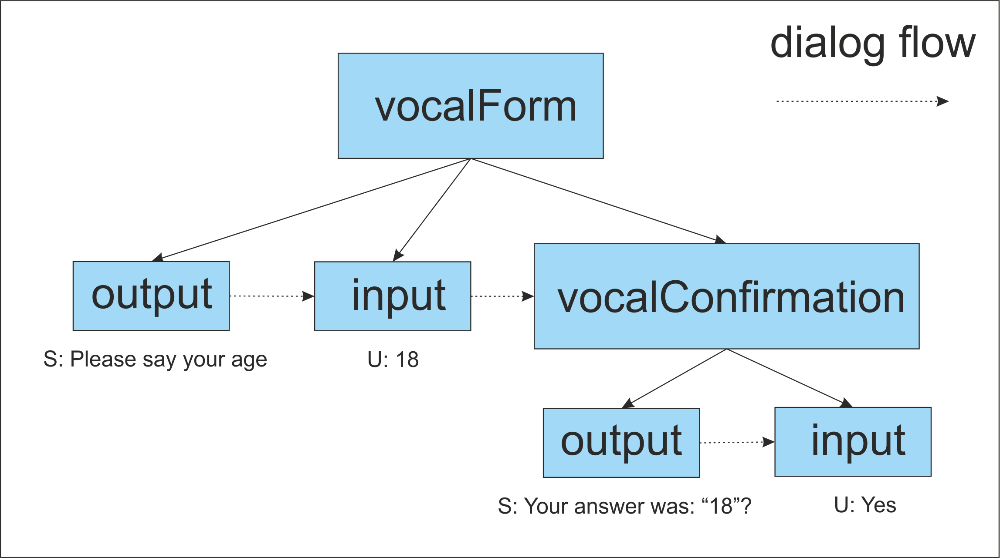 dialog flow
vocalForm
output
input
vocalConfirmation
S: Please say your age
U: 18
output
input
S: Your answer was: “18”?
U: Yes